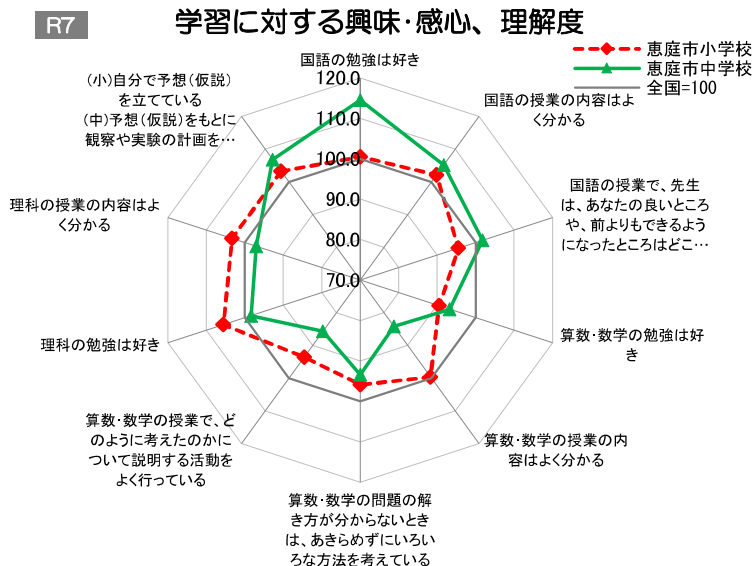 R7
学習に対する興味･感心、理解度
恵庭市小学校
恵庭市中学校
全国=100
国語の勉強は好き
国語の授業の内容はよ
く分かる
国語の授業で、先生
は、あなたの良いところ
や、前よりもできるよう
になったところはどこ…
算数･数学の勉強は好
き
算数･数学の授業の内
容はよく分かる
算数･数学の問題の解
き方が分からないとき
は、あきらめずにいろい
ろな方法を考えている
算数･数学の授業で、ど
のように考えたのかに
ついて説明する活動を
よく行っている
理科の勉強は好き
理科の授業の内容はよ
く分かる
(小)自分で予想(仮説)
を立てている
(中)予想(仮説)をもとに
観察や実験の計画を…
120.0
110.0
100.0
90.0
80.0
70.0